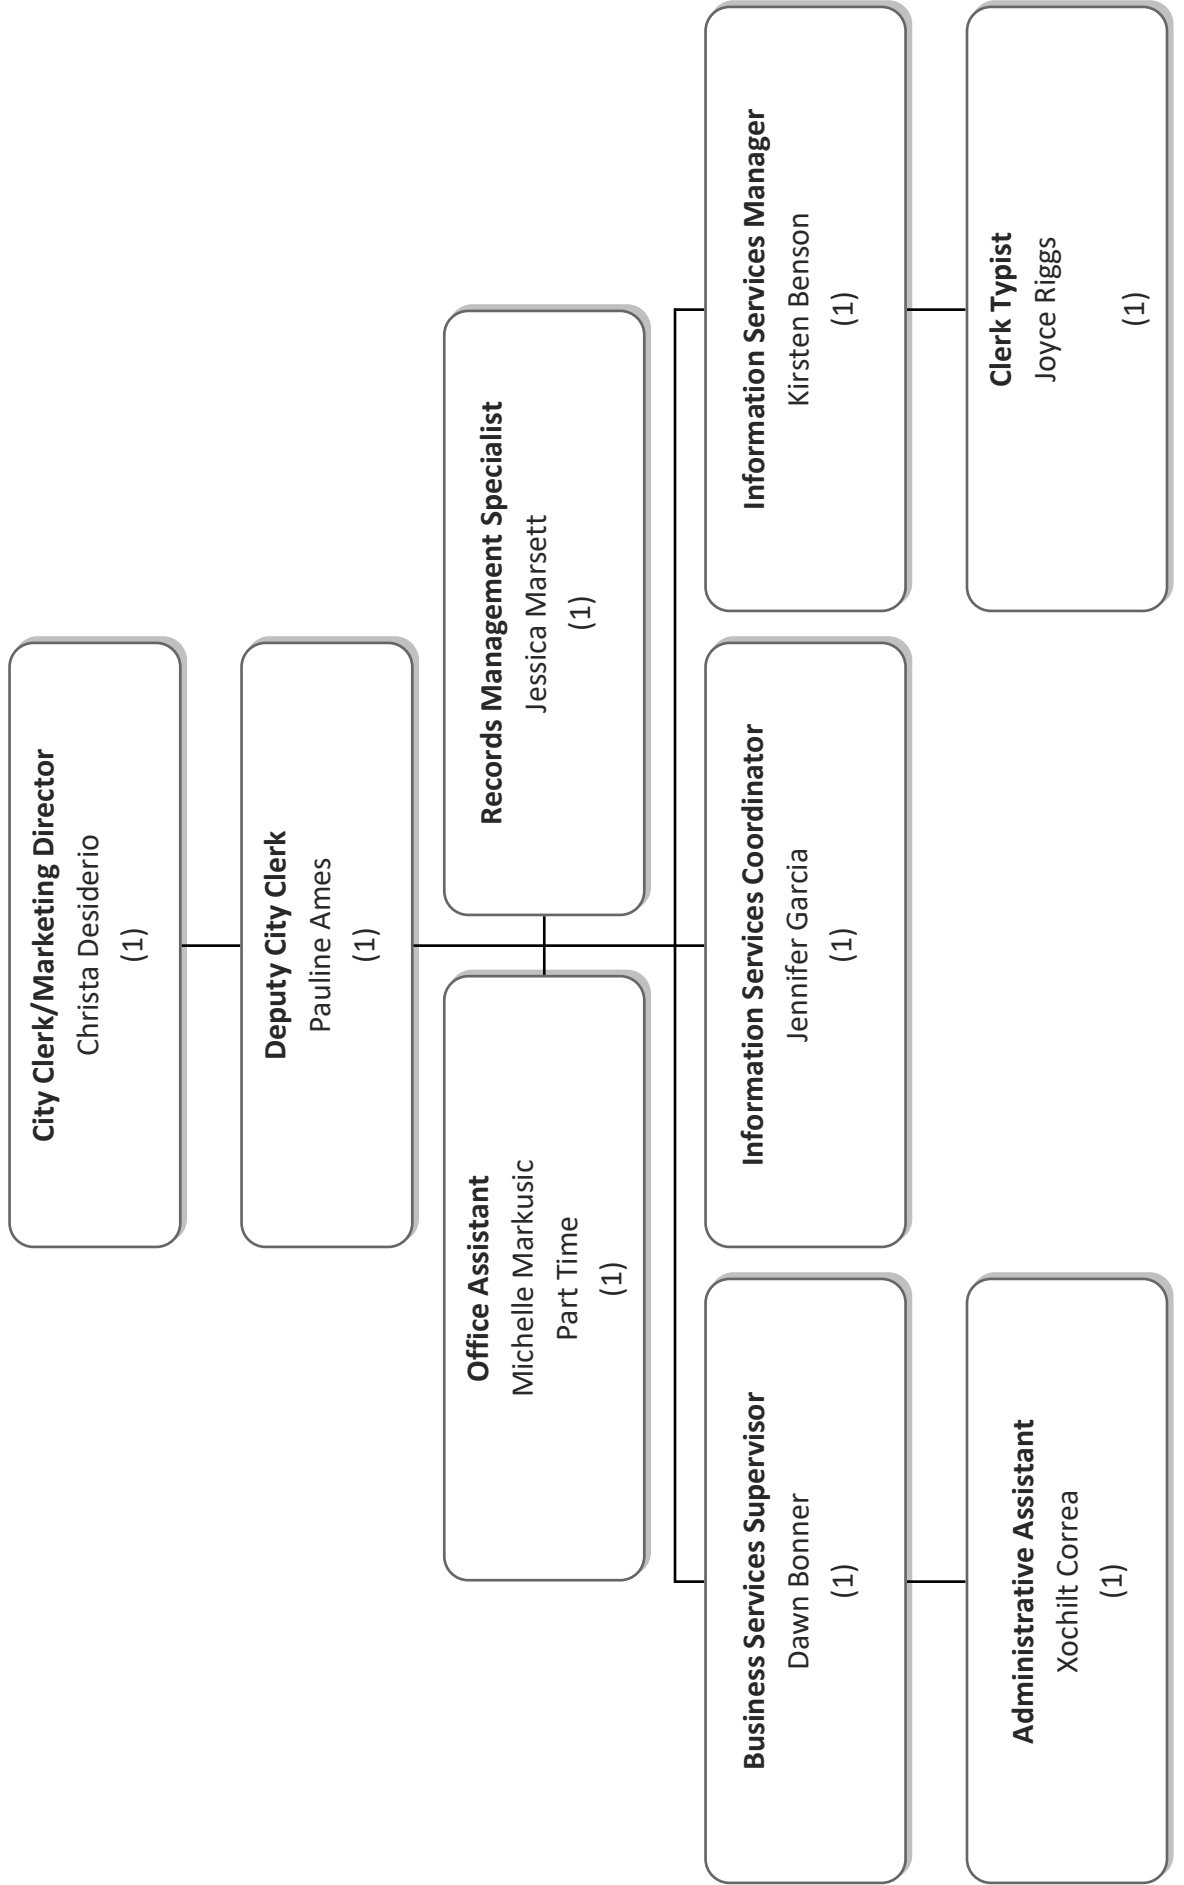 City Clerk/Marketing Director
Christa Desiderio
(1)
Deputy City Clerk
Pauline Ames
(1)
Office Assistant
Michelle Markusic
Part Time
(1)
Records Management Specialist
Jessica Marsett
(1)
Business Services Supervisor
Dawn Bonner
(1)
Information Services Coordinator
Jennifer Garcia
(1)
Information Services Manager
Kirsten Benson
(1)
Administrative Assistant
Xochilt Correa
(1)
Clerk Typist
Joyce Riggs
(1)